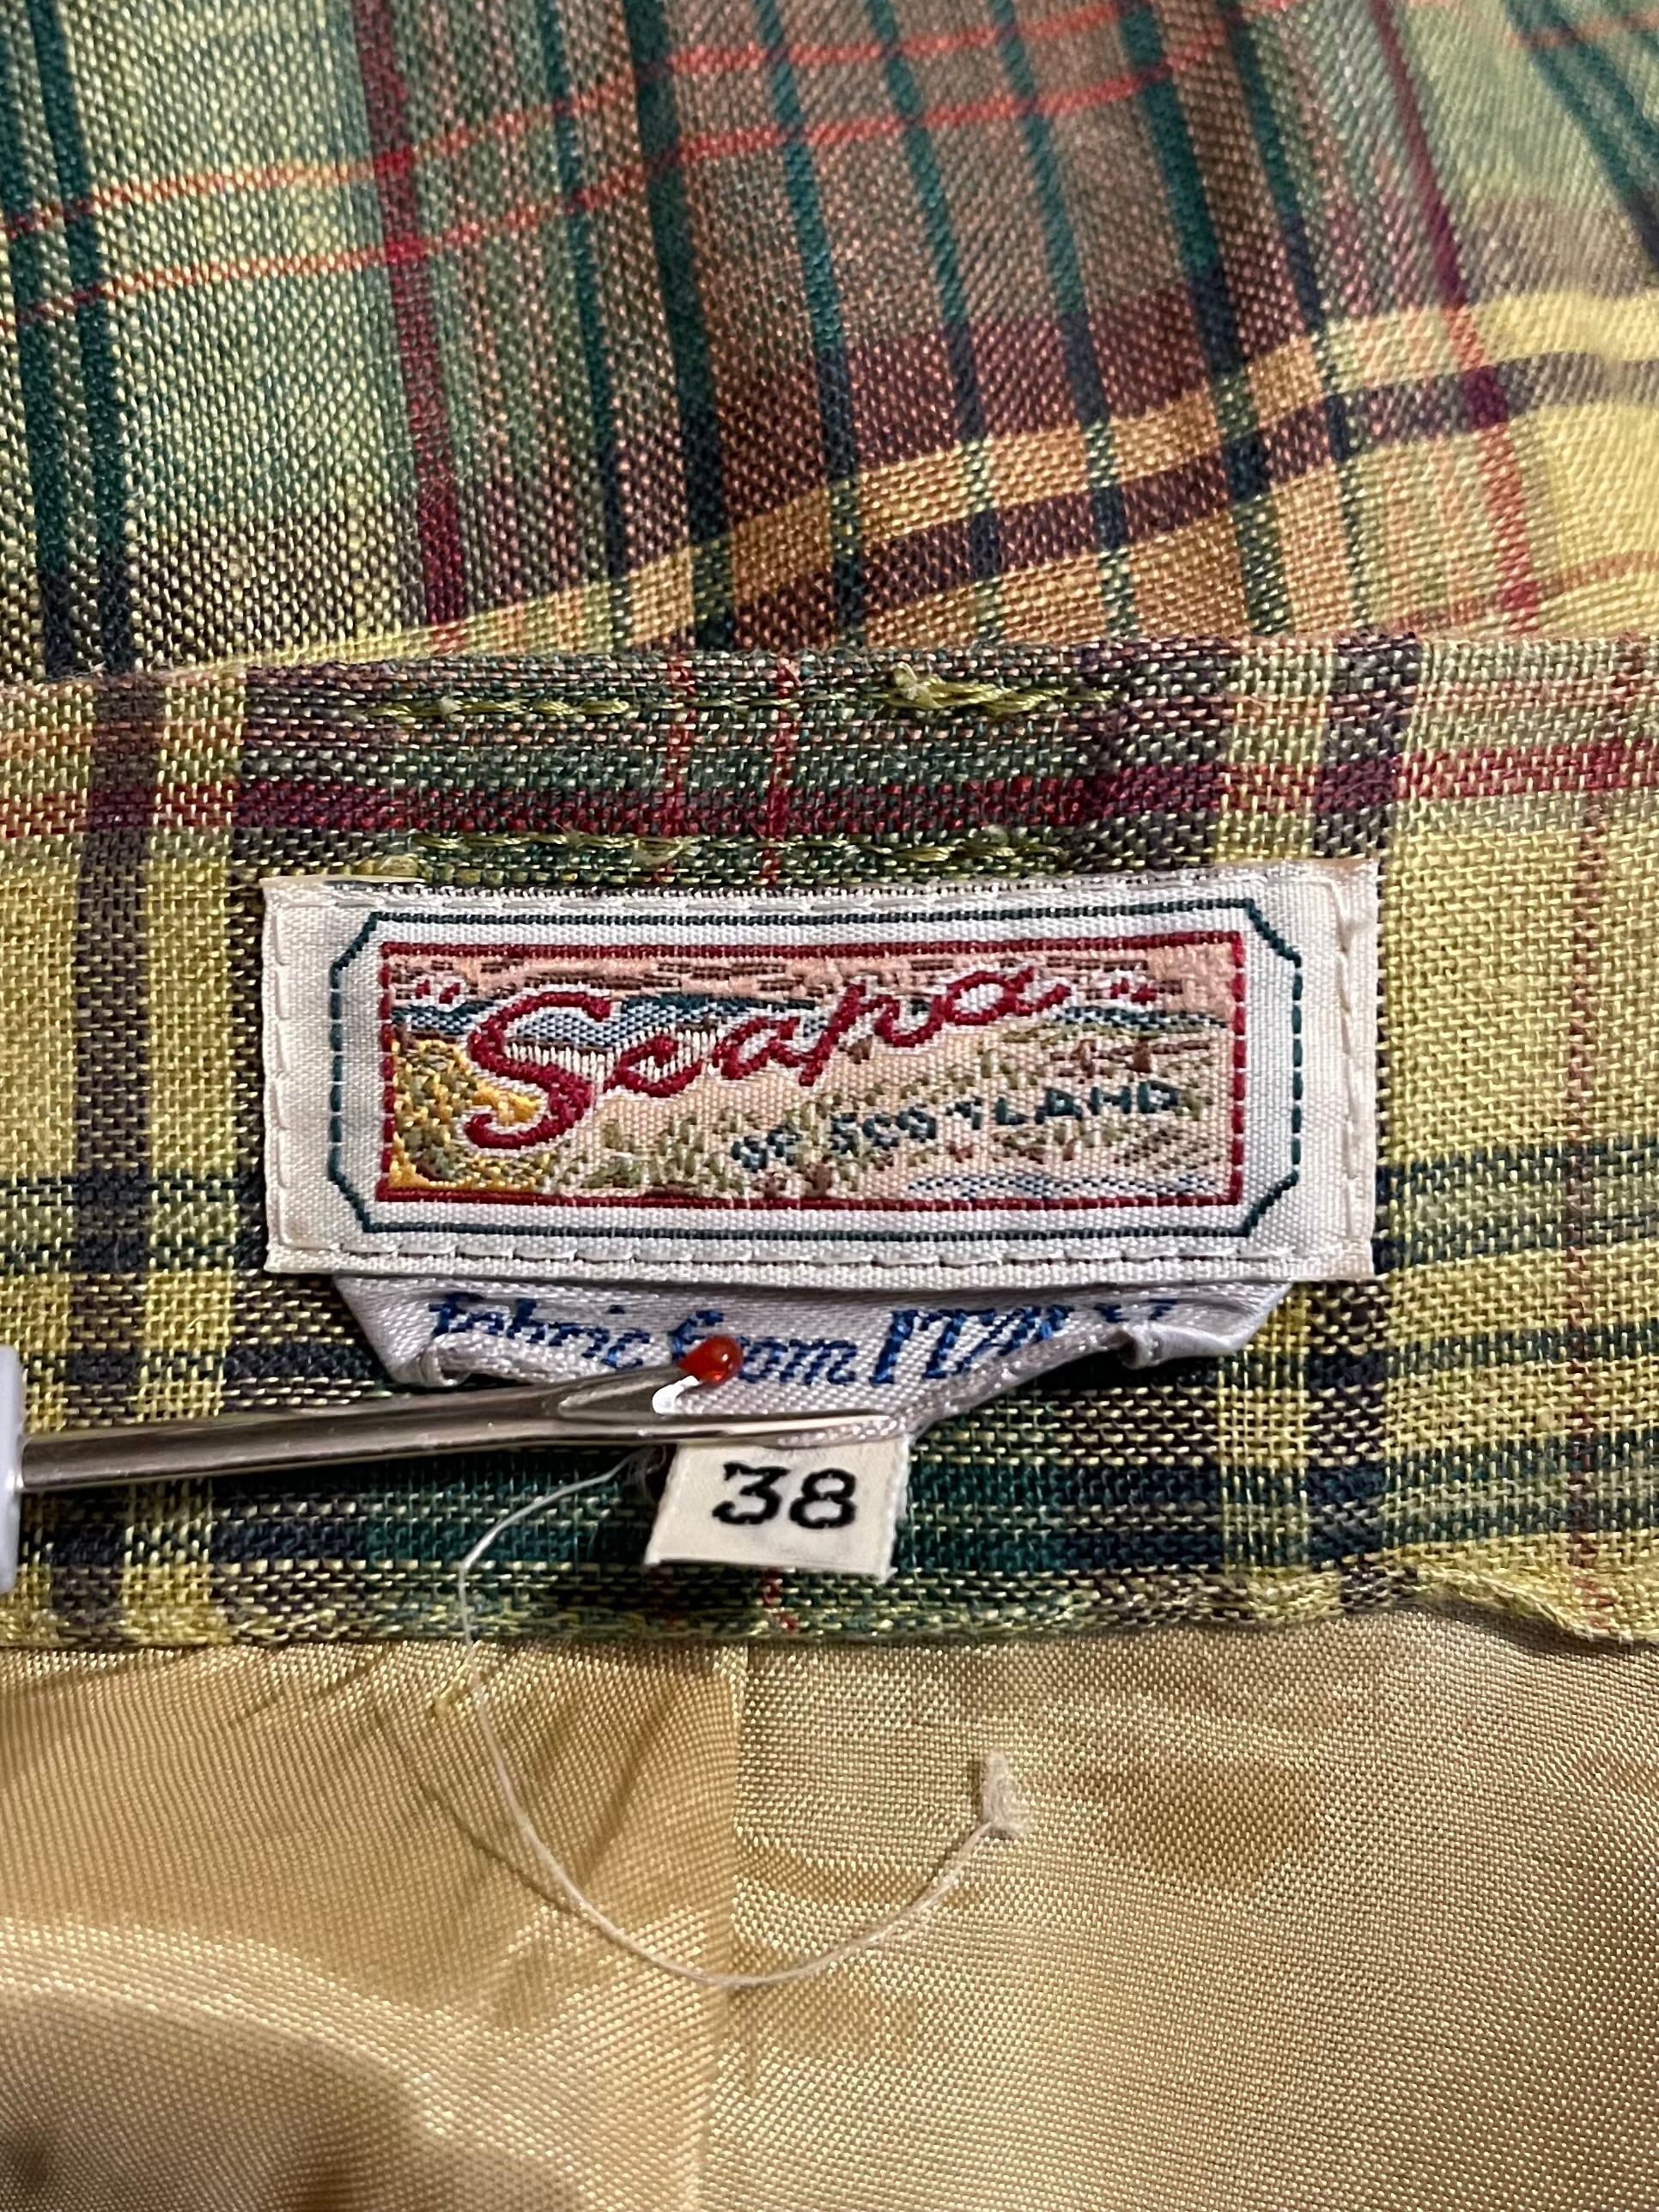 "Scapa"
OF SCOTLAND
fabric from ITALY
38